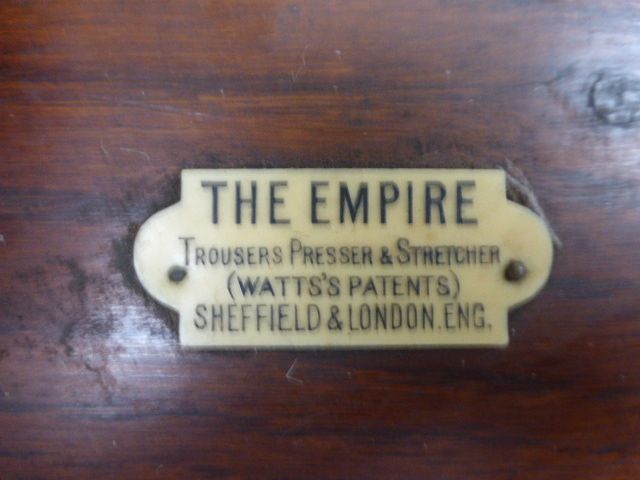 THE EMPIRE
TROUSERS PRESSER & STRETCHER
(WATTS'S PATENTS)
SHEFFIELD & LONDON. ENG.